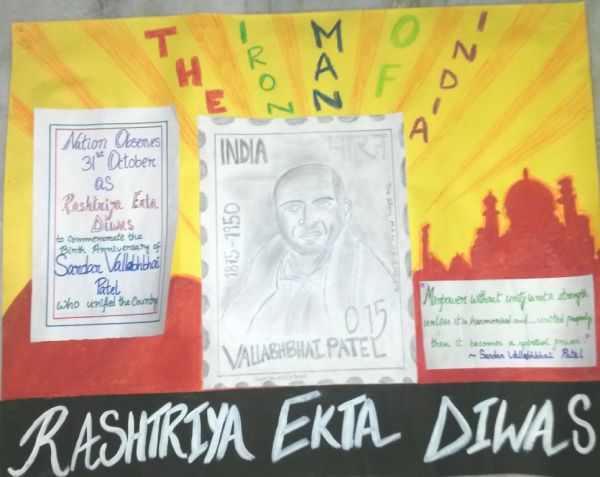 THE IRON MAN OF INDIA
Nation Observes
31st October
as
Rashtriya Ekta
Diwas
to commemorate the
Birth Anniversary of
Sardar Vallabhbhai
Patel
who unified the Country
INDIA भारत
1875-1950
0.15
VALLABHBHAI PATEL
"Manpower without unity is not a strength
unless it is harmonised and united properly
then it becomes a spiritual power."
~ Sardar Vallabhbhai Patel
RASHTRIYA EKTA DIWAS